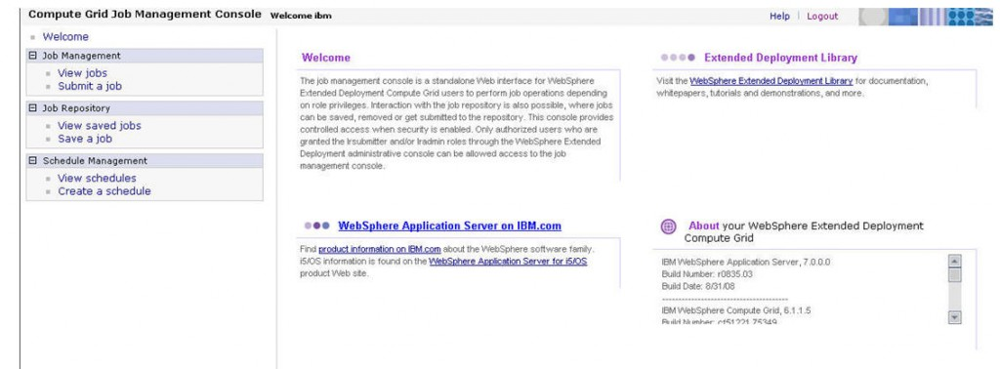 Compute Grid Job Management Console Welcome ibm
Help Logout
Welcome
Job Management
View jobs
Submit a job
Job Repository
View saved jobs
Save a job
Schedule Management
View schedules
Create a schedule
Welcome
The job management console is a standalone Web interface for WebSphere
Extended Deployment Compute Grid users to perform job operations depending
on role privileges. Interaction with the job repository is also possible, where jobs
can be saved, removed or get submitted to the repository. This console provides
controlled access when security is enabled. Only authorized users who are
granted the lrsubmitter and/or lradmin roles through the WebSphere Extended
Deployment administrative console can be allowed access to the job
management console.
Extended Deployment Library
Visit the WebSphere Extended Deployment Library for documentation,
whitepapers, tutorials and demonstrations, and more.
WebSphere Application Server on IBM.com
Find product information on IBM.com about the WebSphere software family.
i5/OS information is found on the WebSphere Application Server for i5/OS
product Web site.
About your WebSphere Extended Deployment
Compute Grid
IBM WebSphere Application Server, 7.0.0.0
Build Number: r0835.03
Build Date: 8/31/08
----------------------------------------
IBM WebSphere Compute Grid, 6.1.1.5
Build Number: cf51221.75349